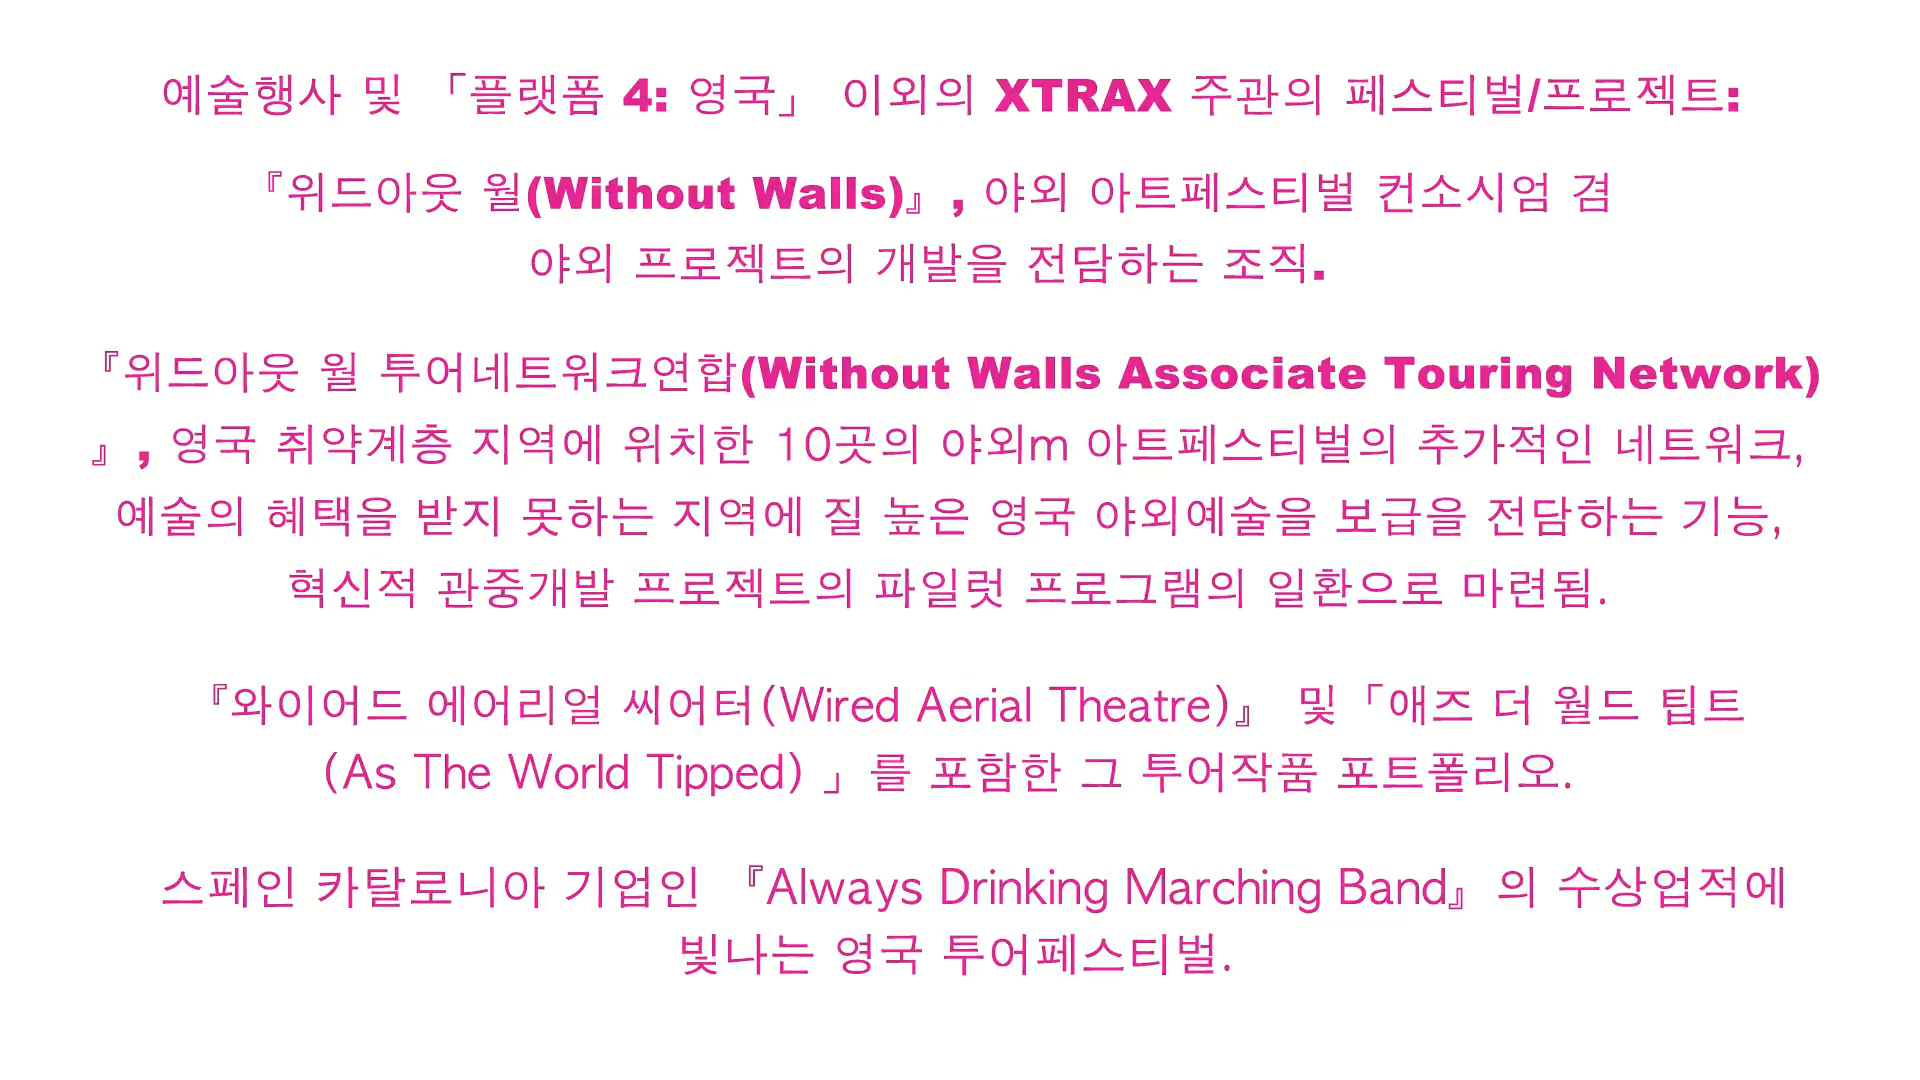 예술행사 및 「플랫폼 4: 영국」 이외의 XTRAX 주관의 페스티벌/프로젝트:
『위드아웃 월(Without Walls)』, 야외 아트페스티벌 컨소시엄 겸
야외 프로젝트의 개발을 전담하는 조직.
『위드아웃 월 투어네트워크연합(Without Walls Associate Touring Network)
』, 영국 취약계층 지역에 위치한 10곳의 야외m 아트페스티벌의 추가적인 네트워크,
예술의 혜택을 받지 못하는 지역에 질 높은 영국 야외예술을 보급을 전담하는 기능,
혁신적 관중개발 프로젝트의 파일럿 프로그램의 일환으로 마련됨.
『와이어드 에어리얼 씨어터(Wired Aerial Theatre)』 및「애즈 더 월드 팁트
(As The World Tipped) 」를 포함한 그 투어작품 포트폴리오.
스페인 카탈로니아 기업인 『Always Drinking Marching Band』의 수상업적에
빛나는 영국 투어페스티벌.